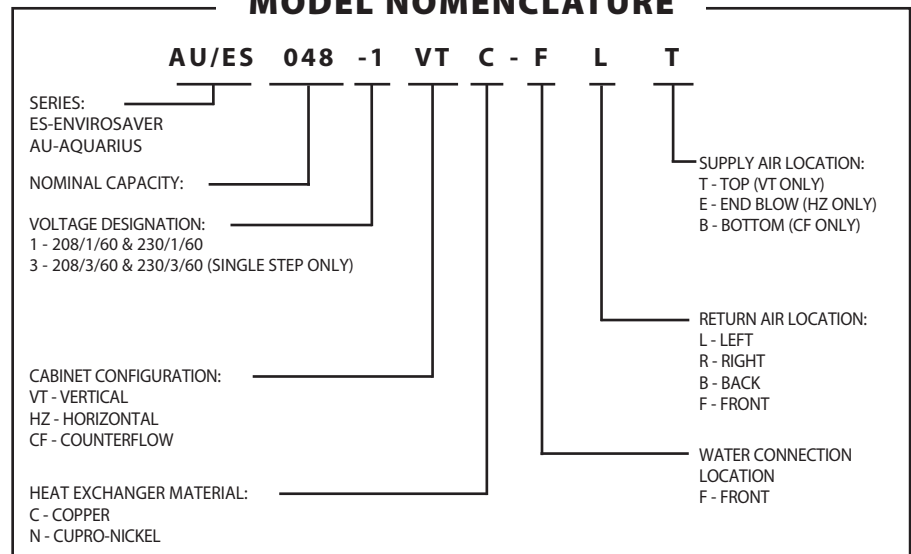 MODEL NOMENCLATURE
AU/ES 048 -1 VT C - F L T
SERIES:
ES-ENVIROSAVER
AU-AQUARIUS
NOMINAL CAPACITY:
VOLTAGE DESIGNATION:
1 - 208/1/60 & 230/1/60
3 - 208/3/60 & 230/3/60 (SINGLE STEP ONLY)
CABINET CONFIGURATION:
VT - VERTICAL
HZ - HORIZONTAL
CF - COUNTERFLOW
HEAT EXCHANGER MATERIAL:
C - COPPER
N - CUPRO-NICKEL
SUPPLY AIR LOCATION:
T - TOP (VT ONLY)
E - END BLOW (HZ ONLY)
B - BOTTOM (CF ONLY)
RETURN AIR LOCATION:
L - LEFT
R - RIGHT
B - BACK
F - FRONT
WATER CONNECTION
LOCATION
F - FRONT